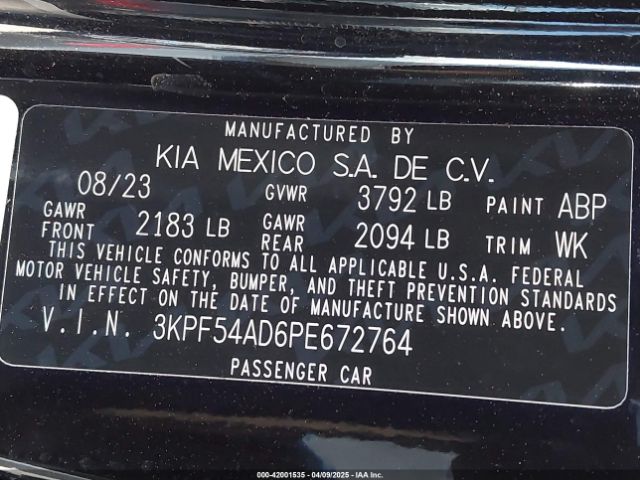 MANUFACTURED BY
KIA MEXICO S.A. DE C.V.
08/23 GVWR 3792 LB PAINT ABP
GAWR FRONT 2183 LB GAWR REAR 2094 LB TRIM WK
THIS VEHICLE CONFORMS TO ALL APPLICABLE U.S.A. FEDERAL
MOTOR VEHICLE SAFETY, BUMPER, AND THEFT PREVENTION STANDARDS
IN EFFECT ON THE DATE OF MANUFACTURE SHOWN ABOVE.
V.I.N. 3KPF54AD6PE672764
PASSENGER CAR
000-42001535 - 04/09/2025 - IAA Inc.